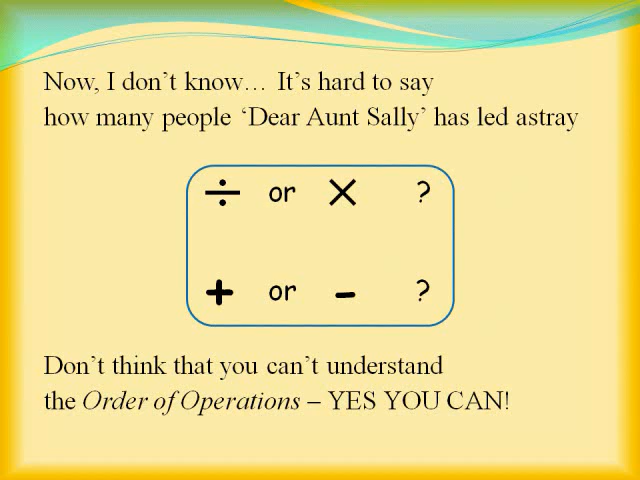 Now, I don’t know… It’s hard to say
how many people ‘Dear Aunt Sally’ has led astray
÷ or × ?
+ or - ?
Don’t think that you can’t understand
the Order of Operations – YES YOU CAN!